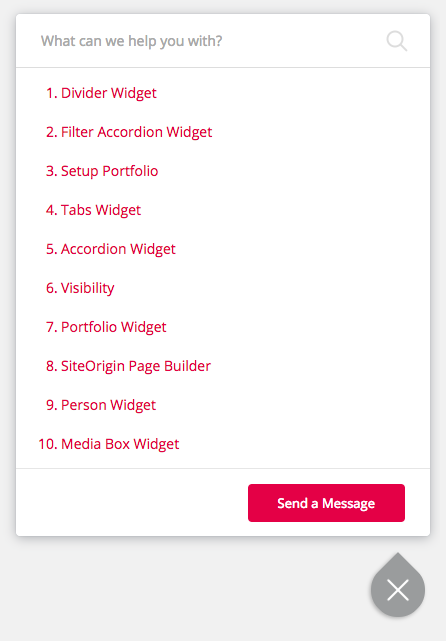 What can we help you with?
1. Divider Widget
2. Filter Accordion Widget
3. Setup Portfolio
4. Tabs Widget
5. Accordion Widget
6. Visibility
7. Portfolio Widget
8. SiteOrigin Page Builder
9. Person Widget
10. Media Box Widget
Send a Message